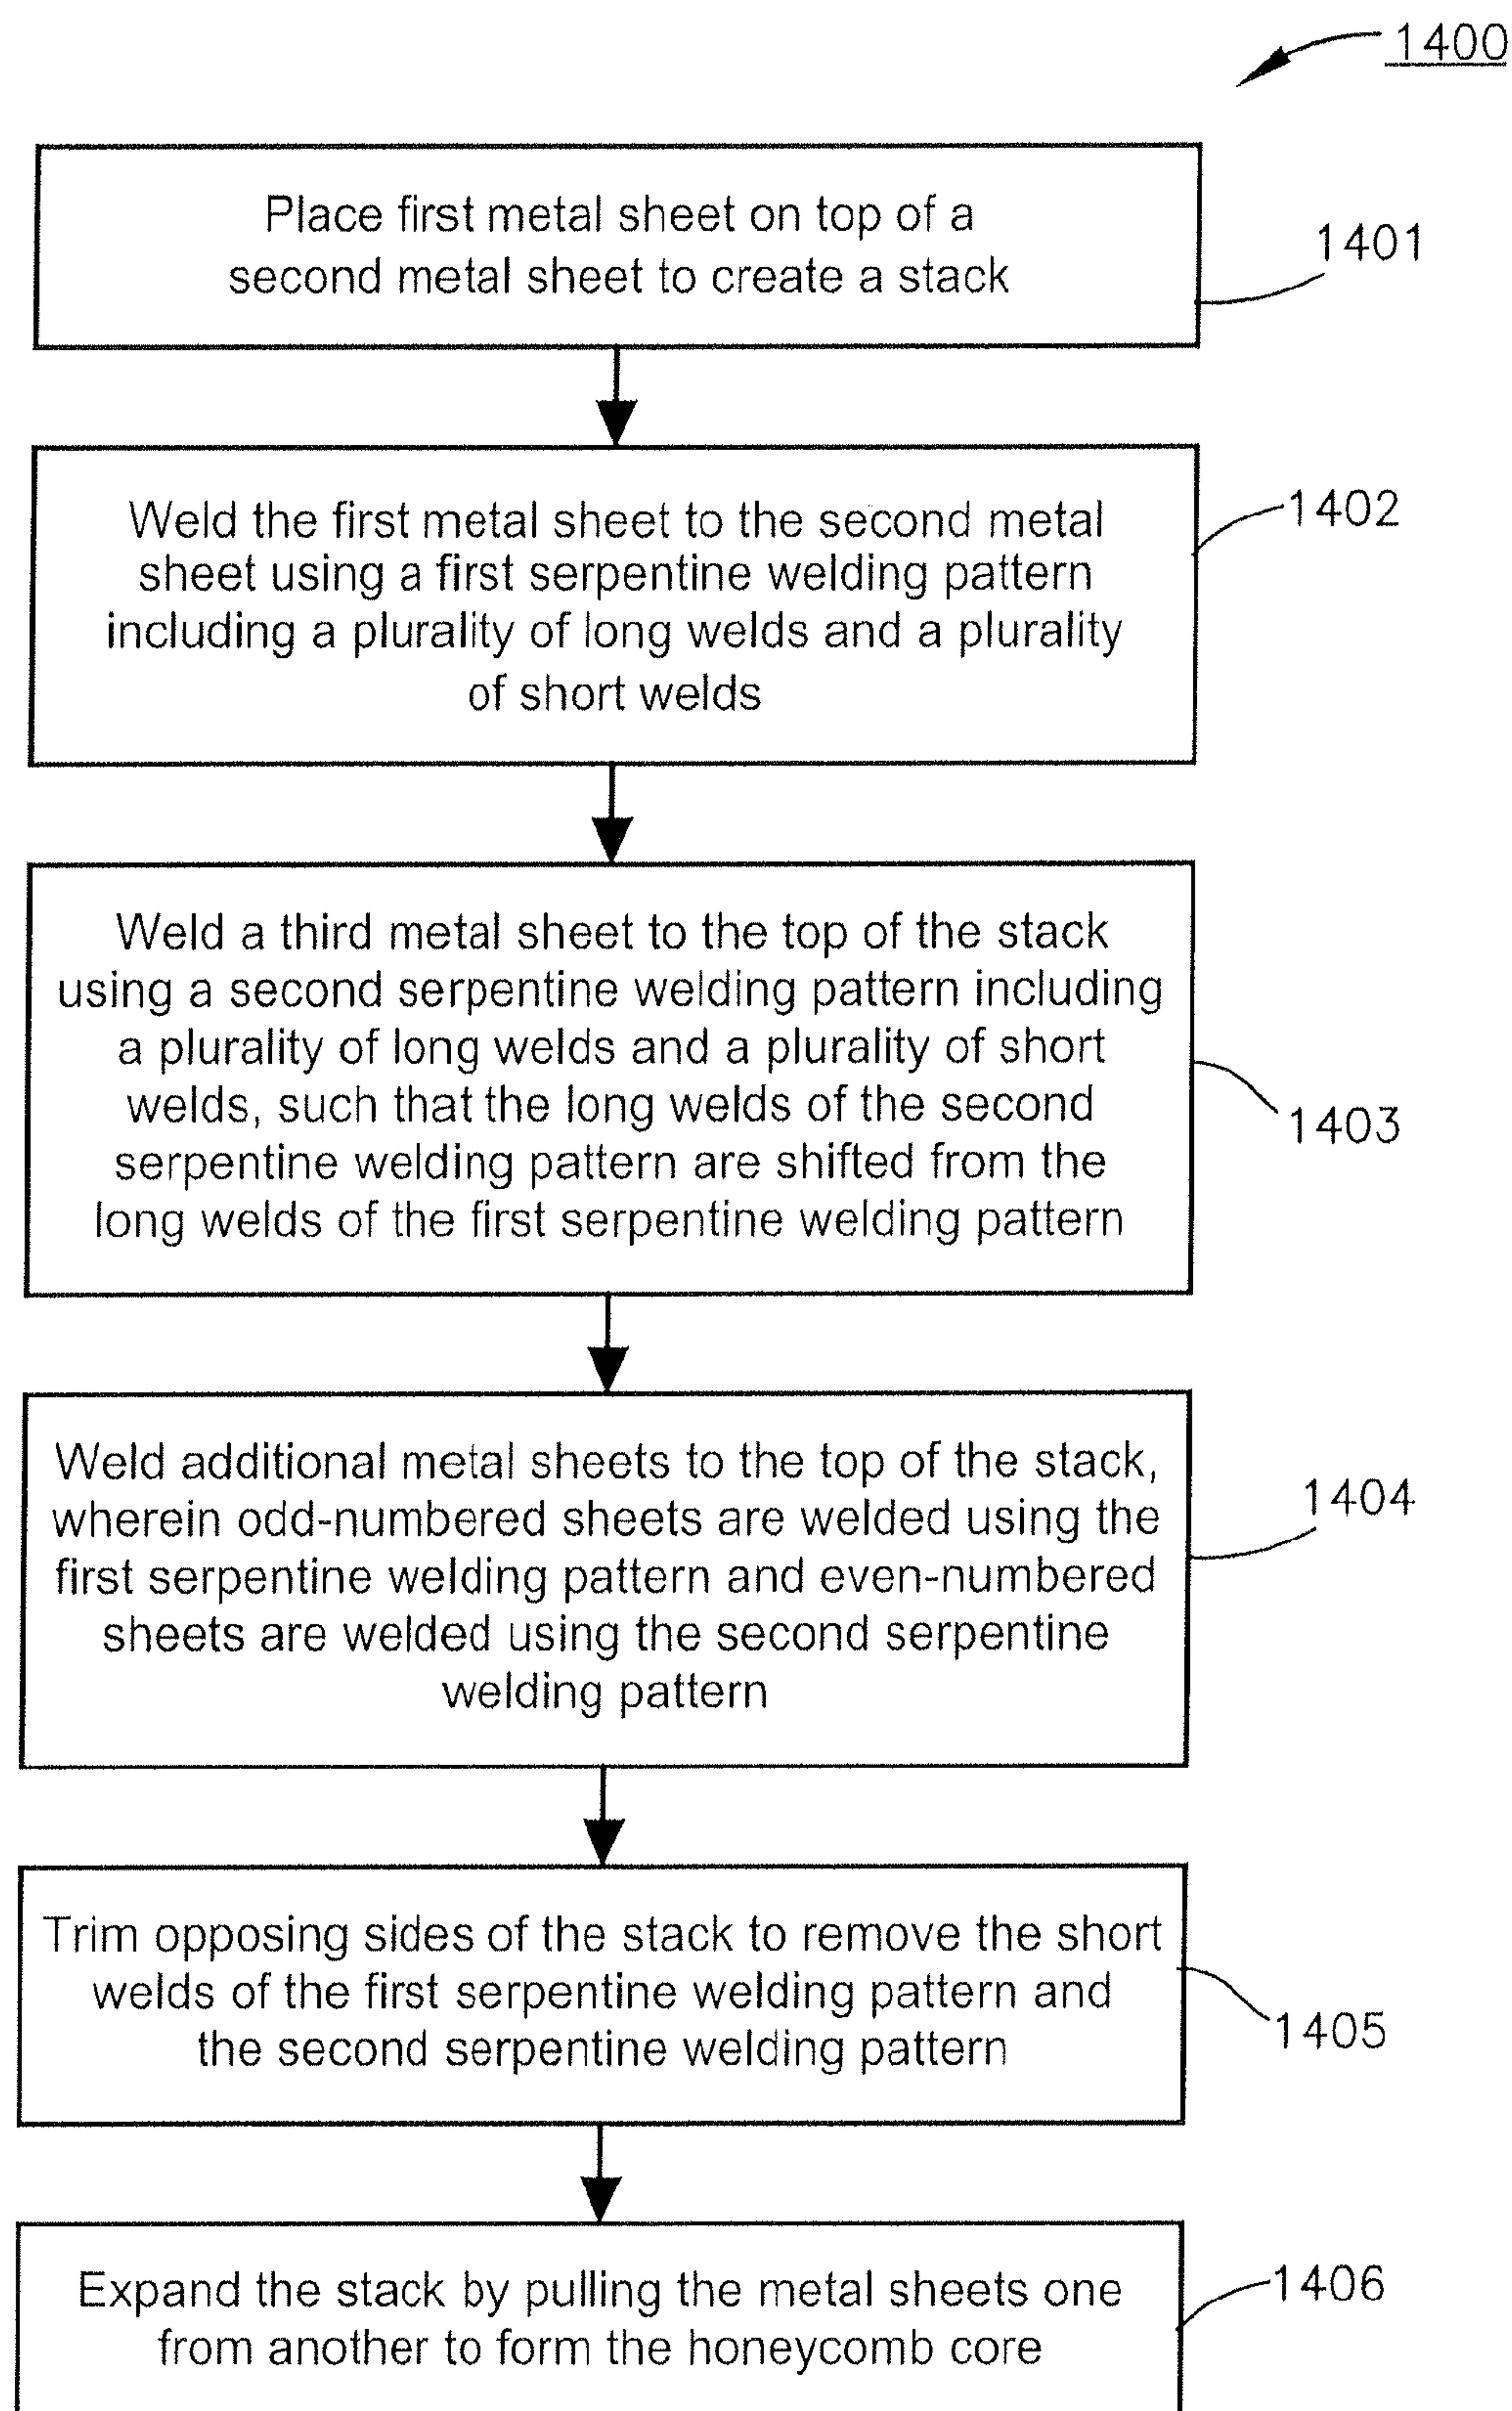 1400
Place first metal sheet on top of a
second metal sheet to create a stack
1401
Weld the first metal sheet to the second metal
sheet using a first serpentine welding pattern
including a plurality of long welds and a plurality
of short welds
1402
Weld a third metal sheet to the top of the stack
using a second serpentine welding pattern including
a plurality of long welds and a plurality of short
welds, such that the long welds of the second
serpentine welding pattern are shifted from the
long welds of the first serpentine welding pattern
1403
Weld additional metal sheets to the top of the stack,
wherein odd-numbered sheets are welded using the
first serpentine welding pattern and even-numbered
sheets are welded using the second serpentine
welding pattern
1404
Trim opposing sides of the stack to remove the short
welds of the first serpentine welding pattern and
the second serpentine welding pattern
1405
Expand the stack by pulling the metal sheets one
from another to form the honeycomb core
1406